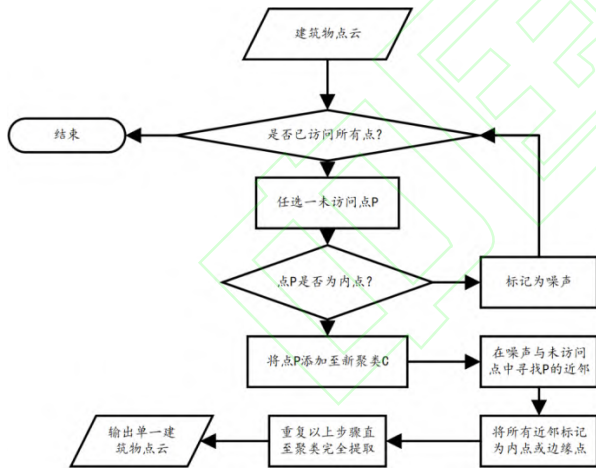 建筑物点云
结束
是否已访问所有点?
任选一未访问点P
点P是否为内点?
标记为噪声
将点P添加至新聚类C
在噪声与未访问
点中寻找P的近邻
输出单一建
筑物点云
重复以上步骤直
至聚类完全提取
将所有近邻标记
为内点或边缘点